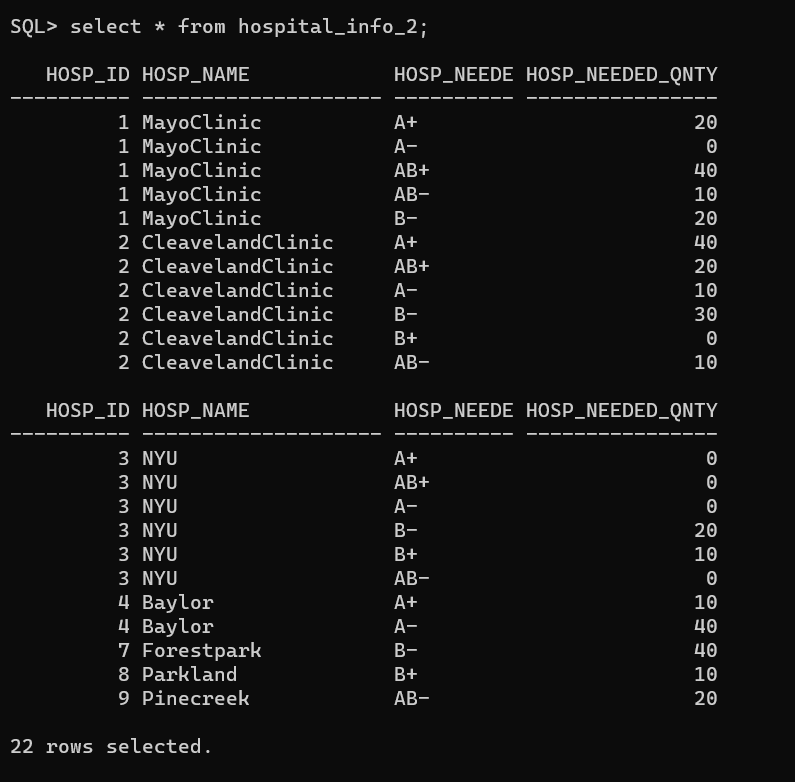 SQL> select * from hospital_info_2;
HOSP_ID HOSP_NAME HOSP_NEEDE HOSP_NEEDED_QNTY
---------- -------------------- ---------- ----------------
1 MayoClinic A+ 20
1 MayoClinic A- 0
1 MayoClinic AB+ 40
1 MayoClinic AB- 10
1 MayoClinic B- 20
2 CleavelandClinic A+ 40
2 CleavelandClinic AB+ 20
2 CleavelandClinic A- 10
2 CleavelandClinic B- 30
2 CleavelandClinic B+ 0
2 CleavelandClinic AB- 10
HOSP_ID HOSP_NAME HOSP_NEEDE HOSP_NEEDED_QNTY
---------- -------------------- ---------- ----------------
3 NYU A+ 0
3 NYU AB+ 0
3 NYU A- 0
3 NYU B- 20
3 NYU B+ 10
3 NYU AB- 0
4 Baylor A+ 10
4 Baylor A- 40
7 Forestpark B- 40
8 Parkland B+ 10
9 Pinecreek AB- 20
22 rows selected.